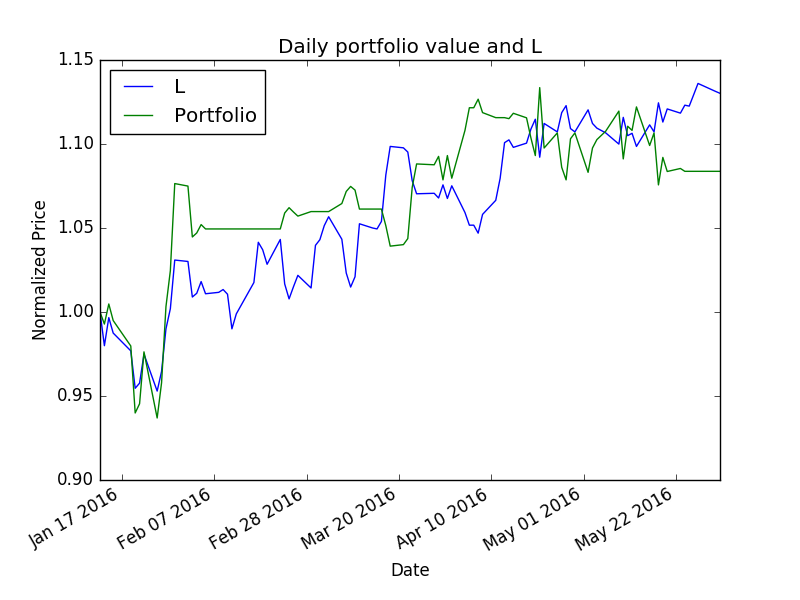 Daily portfolio value and L
1.15
1.10
1.05
1.00
0.95
0.90
Normalized Price
L
Portfolio
Jan 17 2016
Feb 07 2016
Feb 28 2016
Mar 20 2016
Apr 10 2016
May 01 2016
May 22 2016
Date